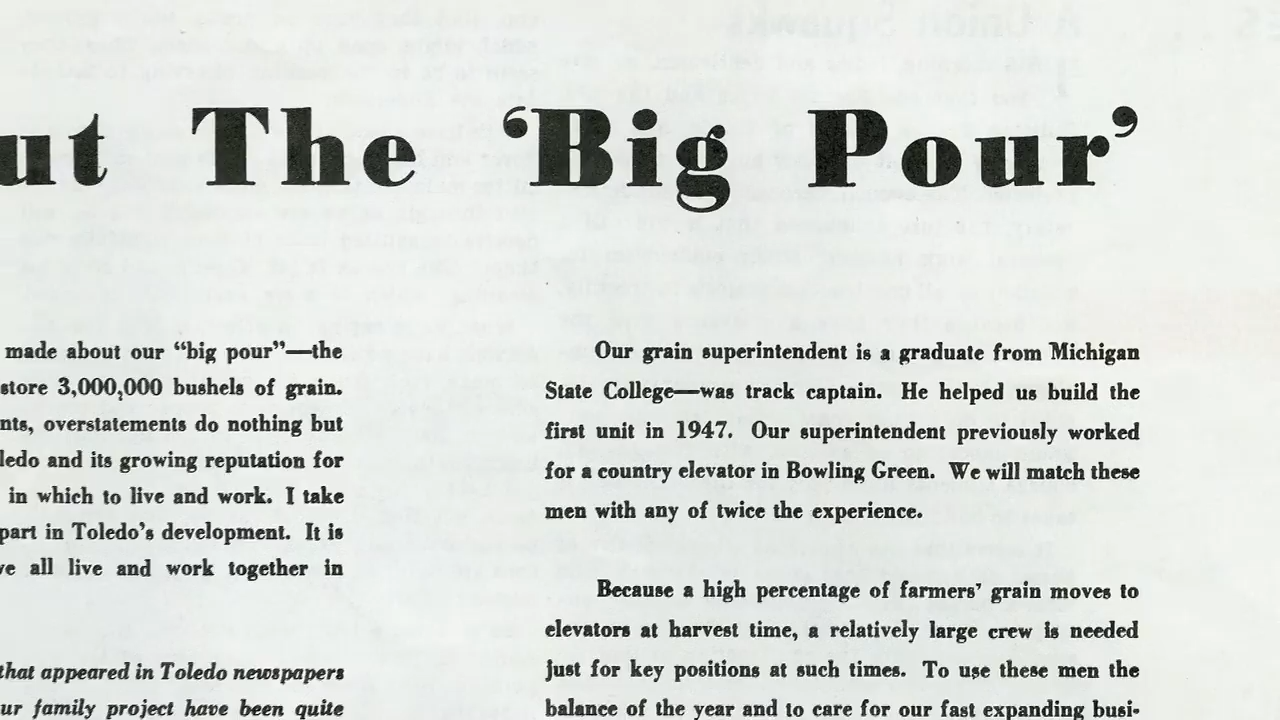 The ‘Big Pour’
made about our “big pour”—the
store 3,000,000 bushels of grain.
overstatements do nothing but
and its growing reputation for
in which to live and work. I take
part in Toledo’s development. It is
all live and work together in
that appeared in Toledo newspapers
family project have been quite
Our grain superintendent is a graduate from Michigan
State College—was track captain. He helped us build the
first unit in 1947. Our superintendent previously worked
for a country elevator in Bowling Green. We will match these
men with any of twice the experience.
Because a high percentage of farmers’ grain moves to
elevators at harvest time, a relatively large crew is needed
just for key positions at such times. To use these men the
balance of the year and to care for our fast expanding busi-